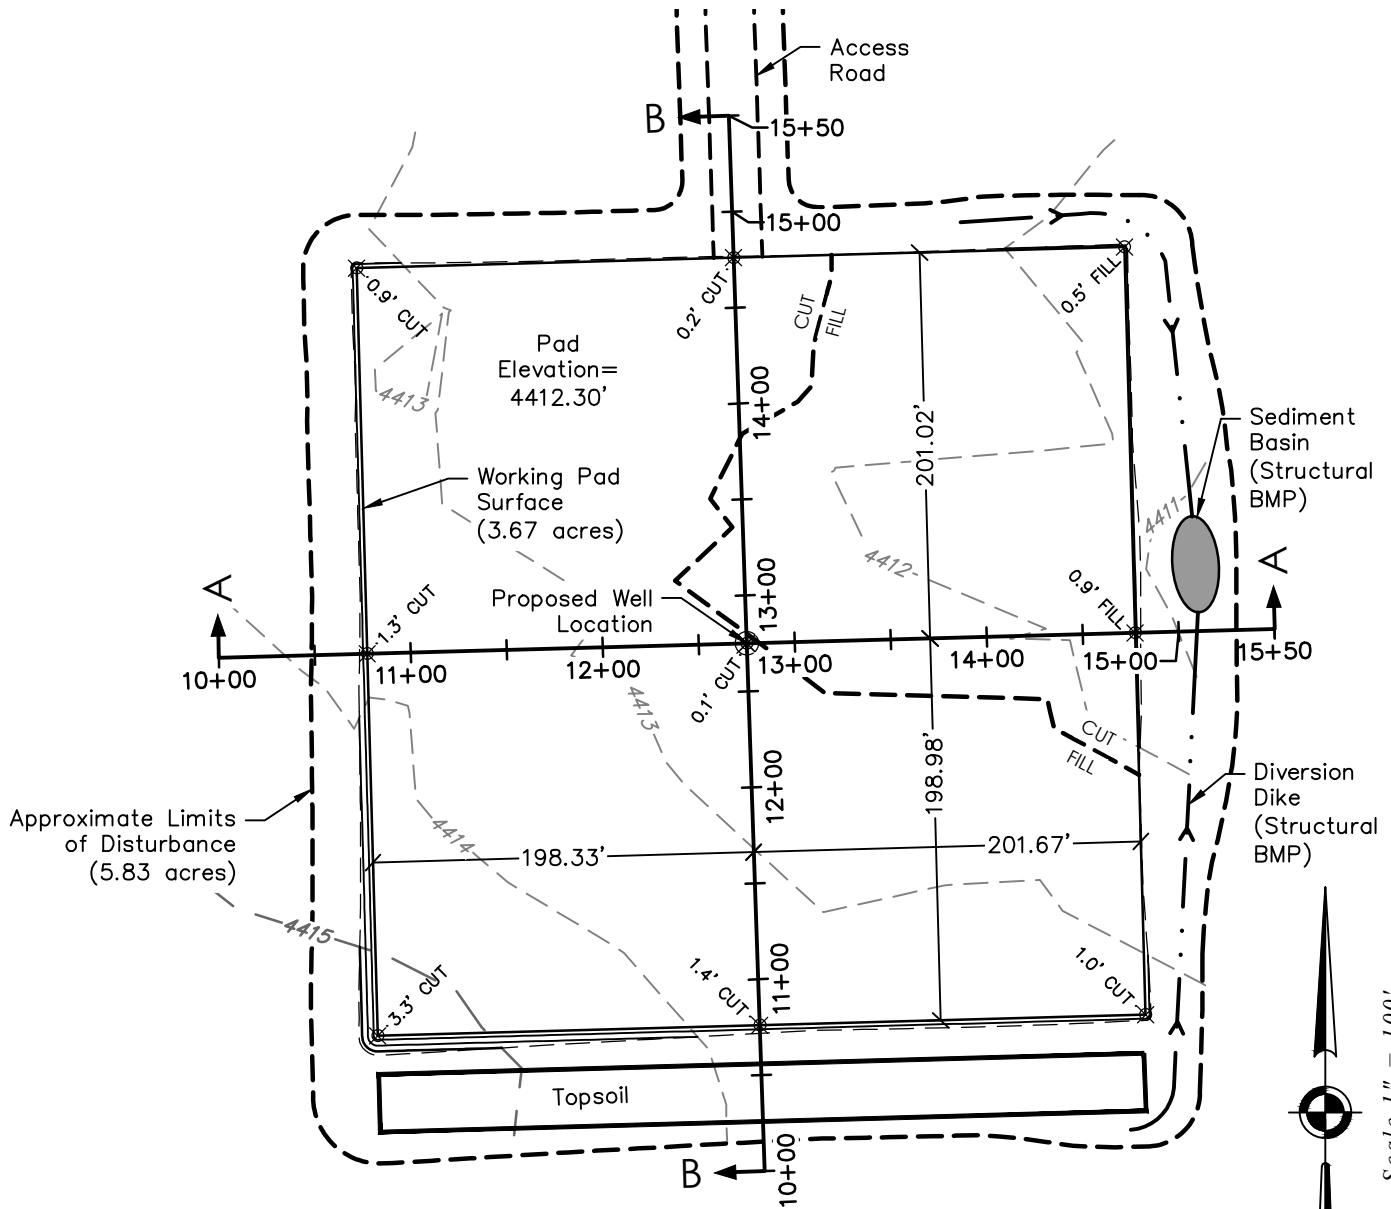 Access
Road
B
15+50
15+00
0.9' CUT
0.2' CUT
CUT
FILL
0.5' FILL
Pad
Elevation=
4412.30'
4413
14+00
201.02'
Sediment
Basin
(Structural
BMP)
Working Pad
Surface
(3.67 acres)
4411
4412
A
A
1.3' CUT
Proposed Well
Location
13+00
0.9' FILL
10+00
11+00
12+00
13+00
14+00
15+00
15+50
0.1' CUT
4413
CUT
FILL
12+00
198.98'
Diversion
Dike
(Structural
BMP)
Approximate Limits
of Disturbance
(5.83 acres)
4414
198.33'
201.67'
4415
3.3' CUT
1.4' CUT
11+00
1.0' CUT
Topsoil
B
10+00
Scale 1" = 100'